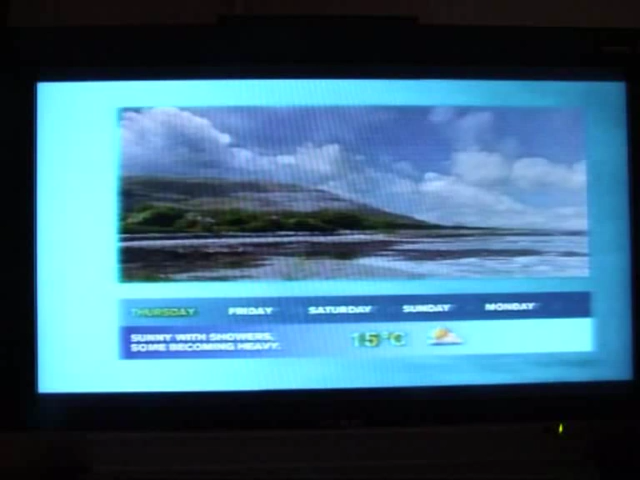 THURSDAY FRIDAY SATURDAY SUNDAY MONDAY
SUNNY WITH SHOWERS,
SOME BECOMING HEAVY.
15°C